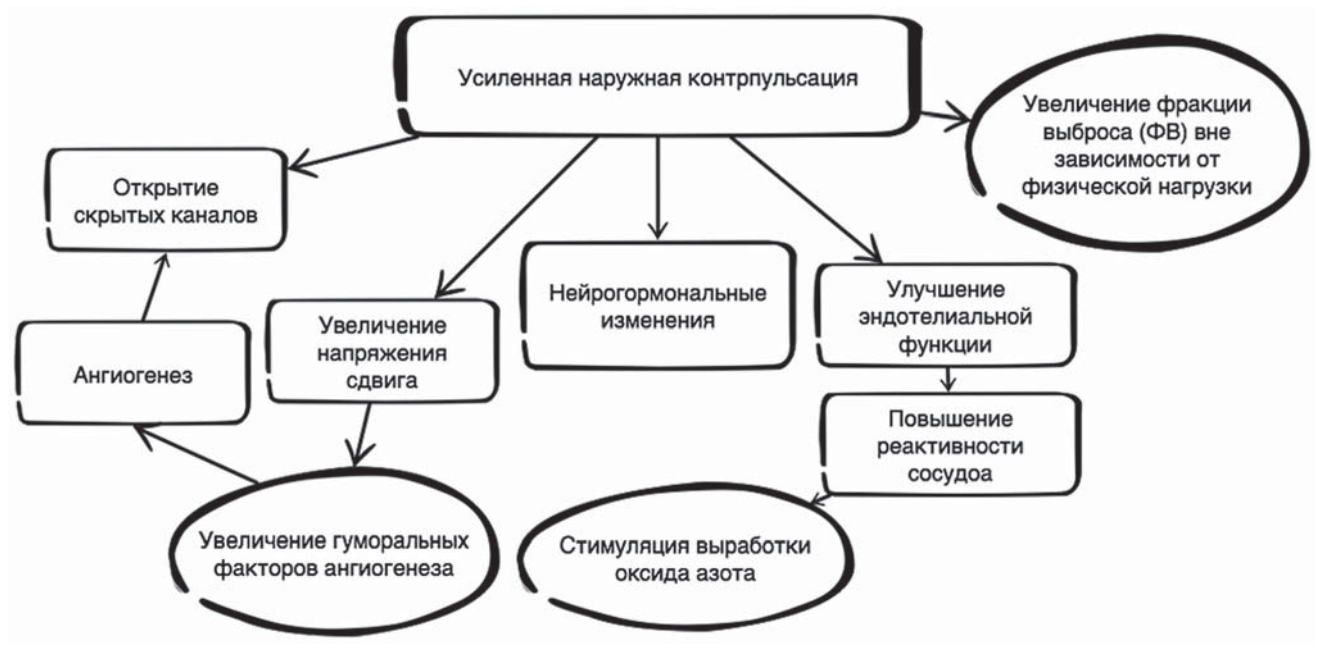 Усиленная наружная контрпульсация
Увеличение фракции
выброса (ФВ) вне
зависимости от
физической нагрузки
Открытие
скрытых каналов
Нейрогормональные
изменения
Улучшение
эндотелиальной
функции
Увеличение
напряжения
сдвига
Ангиогенез
Повышение
реактивности
сосудоа
Увеличение гуморальных
факторов ангиогенеза
Стимуляция выработки
оксида азота